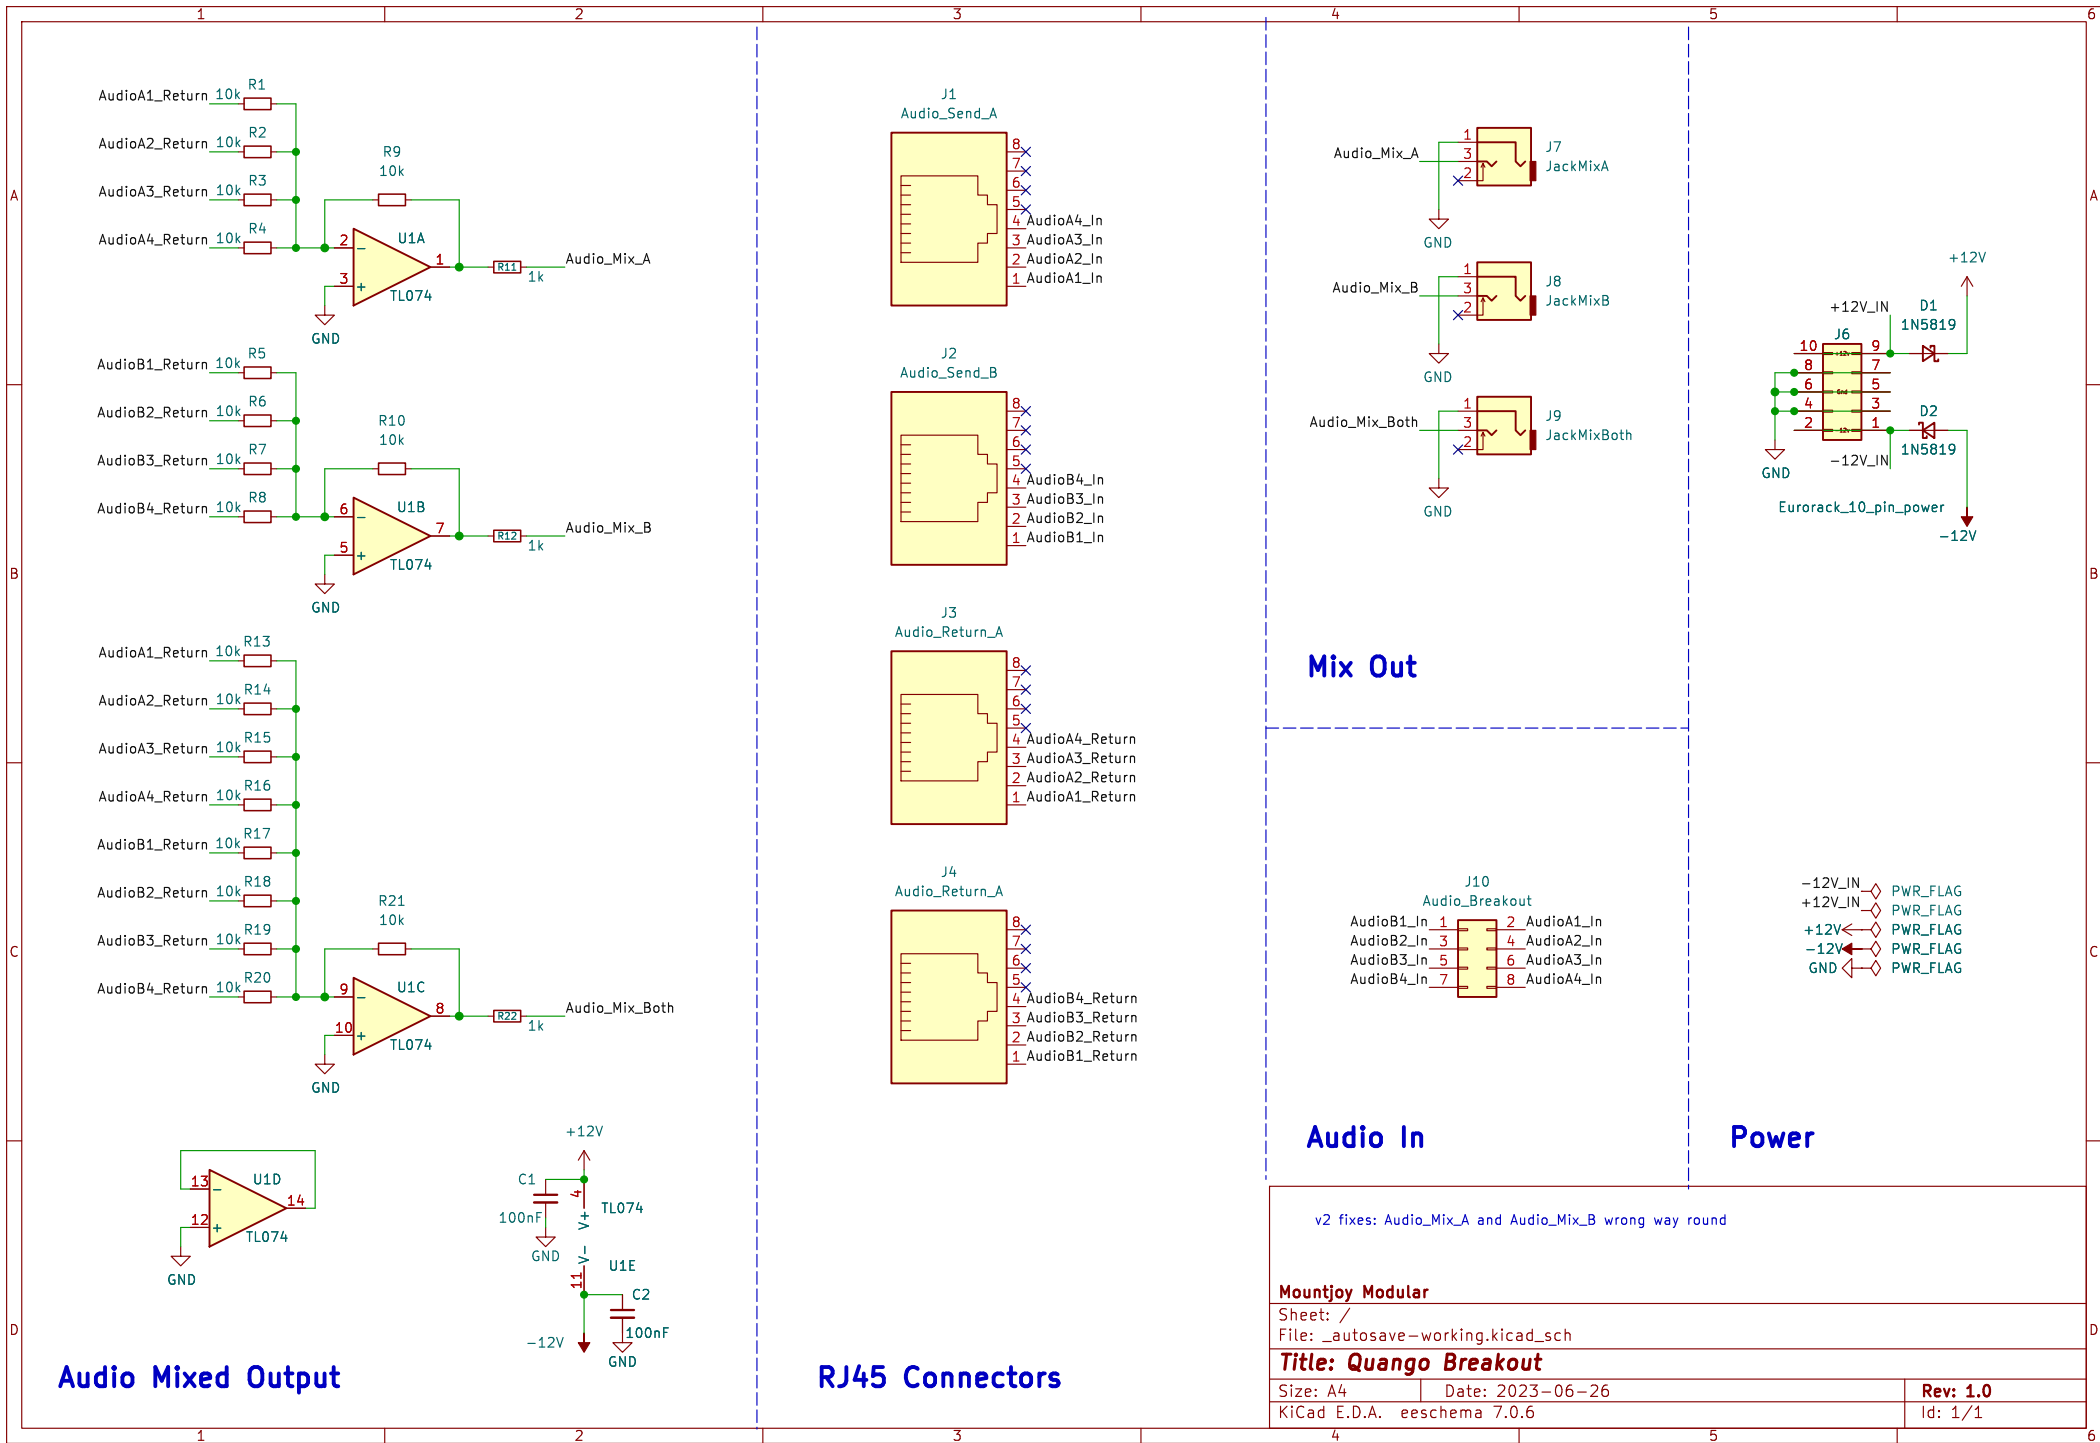 1 2 3 4 5 6
A
B
C
D
A
B
C
D
R1
AudioA1_Return 10k
R2
AudioA2_Return 10k
R3
AudioA3_Return 10k
R4
AudioA4_Return 10k
R9
10k
U1A
2 −
3 +
1
TL074
GND
R11
1k
Audio_Mix_A
R5
AudioB1_Return 10k
R6
AudioB2_Return 10k
R7
AudioB3_Return 10k
R8
AudioB4_Return 10k
R10
10k
U1B
6 −
5 +
7
TL074
GND
R12
1k
Audio_Mix_B
R13
AudioA1_Return 10k
R14
AudioA2_Return 10k
R15
AudioA3_Return 10k
R16
AudioA4_Return 10k
R17
AudioB1_Return 10k
R18
AudioB2_Return 10k
R19
AudioB3_Return 10k
R20
AudioB4_Return 10k
R21
10k
U1C
9 −
10 +
8
TL074
GND
R22
1k
Audio_Mix_Both
U1D
13 −
12 +
14
TL074
GND
+12V
C1
100nF
GND
4
V+
TL074
V−
11
U1E
C2
100nF
GND
−12V
Audio Mixed Output
J1
Audio_Send_A
8
7
6
5
4 AudioA4_In
3 AudioA3_In
2 AudioA2_In
1 AudioA1_In
J2
Audio_Send_B
8
7
6
5
4 AudioB4_In
3 AudioB3_In
2 AudioB2_In
1 AudioB1_In
J3
Audio_Return_A
8
7
6
5
4 AudioA4_Return
3 AudioA3_Return
2 AudioA2_Return
1 AudioA1_Return
J4
Audio_Return_A
8
7
6
5
4 AudioB4_Return
3 AudioB3_Return
2 AudioB2_Return
1 AudioB1_Return
RJ45 Connectors
Audio_Mix_A
1
3
2
J7
JackMixA
GND
Audio_Mix_B
1
3
2
J8
JackMixB
GND
Audio_Mix_Both
1
3
2
J9
JackMixBoth
GND
Mix Out
J10
Audio_Breakout
AudioB1_In 1 2 AudioA1_In
AudioB2_In 3 4 AudioA2_In
AudioB3_In 5 6 AudioA3_In
AudioB4_In 7 8 AudioA4_In
Audio In
+12V
+12V_IN
D1
1N5819
J6
10 +12v 9
8 7
6 Gnd 5
4 3
2 -12v 1
D2
1N5819
−12V_IN
GND
Eurorack_10_pin_power
−12V
−12V_IN PWR_FLAG
+12V_IN PWR_FLAG
+12V PWR_FLAG
−12V PWR_FLAG
GND PWR_FLAG
Power
v2 fixes: Audio_Mix_A and Audio_Mix_B wrong way round
Mountjoy Modular
Sheet: /
File: _autosave−working.kicad_sch
Title: Quango Breakout
Size: A4 Date: 2023−06−26 Rev: 1.0
KiCad E.D.A. eeschema 7.0.6 Id: 1/1
1 2 3 4 5 6